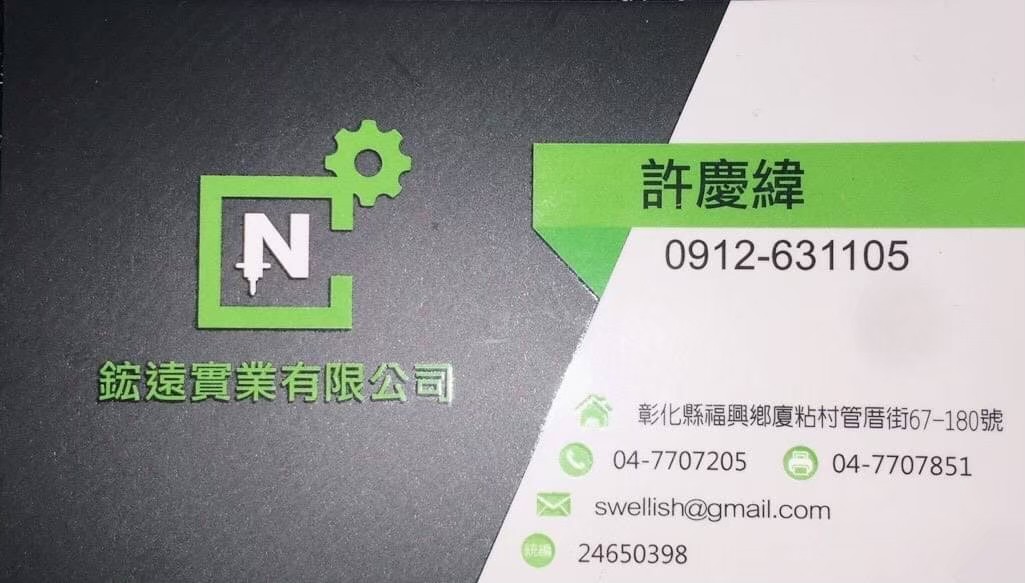 N
鋐遠實業有限公司
許慶緯
0912-631105
彰化縣福興鄉廈粘村管厝街67-180號
04-7707205 04-7707851
swellish@gmail.com
統編 24650398